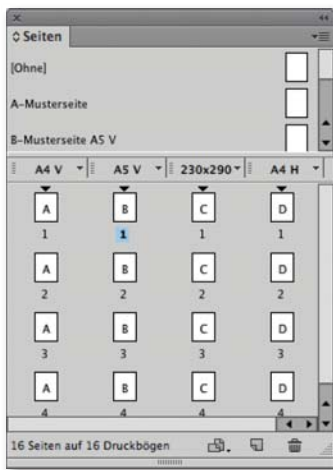 Seiten
[Ohne]
A-Musterseite
B-Musterseite A5 V
A4 V A5 V 230x290 A4 H
A B C D
1 1 1 1
A B C D
2 2 2 2
A B C D
3 3 3 3
A B C D
4 4 4 4
16 Seiten auf 16 Druckbögen